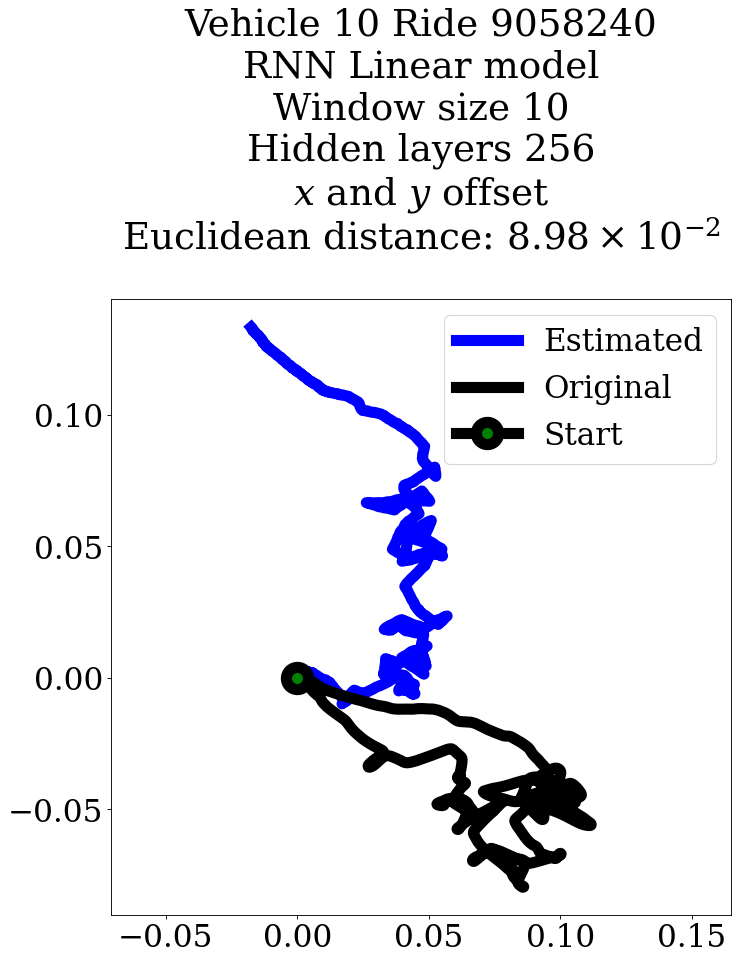 Vehicle 10 Ride 9058240
RNN Linear model
Window size 10
Hidden layers 256
x and y offset
Euclidean distance: 8.98 × 10⁻²
Estimated
Original
Start
0.10
0.05
0.00
−0.05
−0.05 0.00 0.05 0.10 0.15